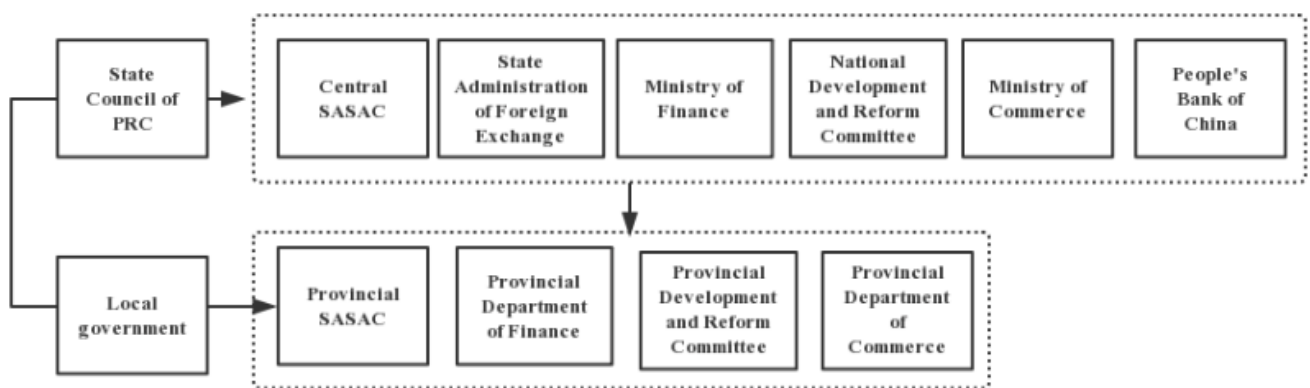 State
Council of
PRC
Central
SASAC
State
Administration
of Foreign
Exchange
Ministry of
Finance
National
Development
and Reform
Committee
Ministry of
Commerce
People's
Bank of
China
Local
government
Provincial
SASAC
Provincial
Department
of Finance
Provincial
Development
and Reform
Committee
Provincial
Department
of
Commerce